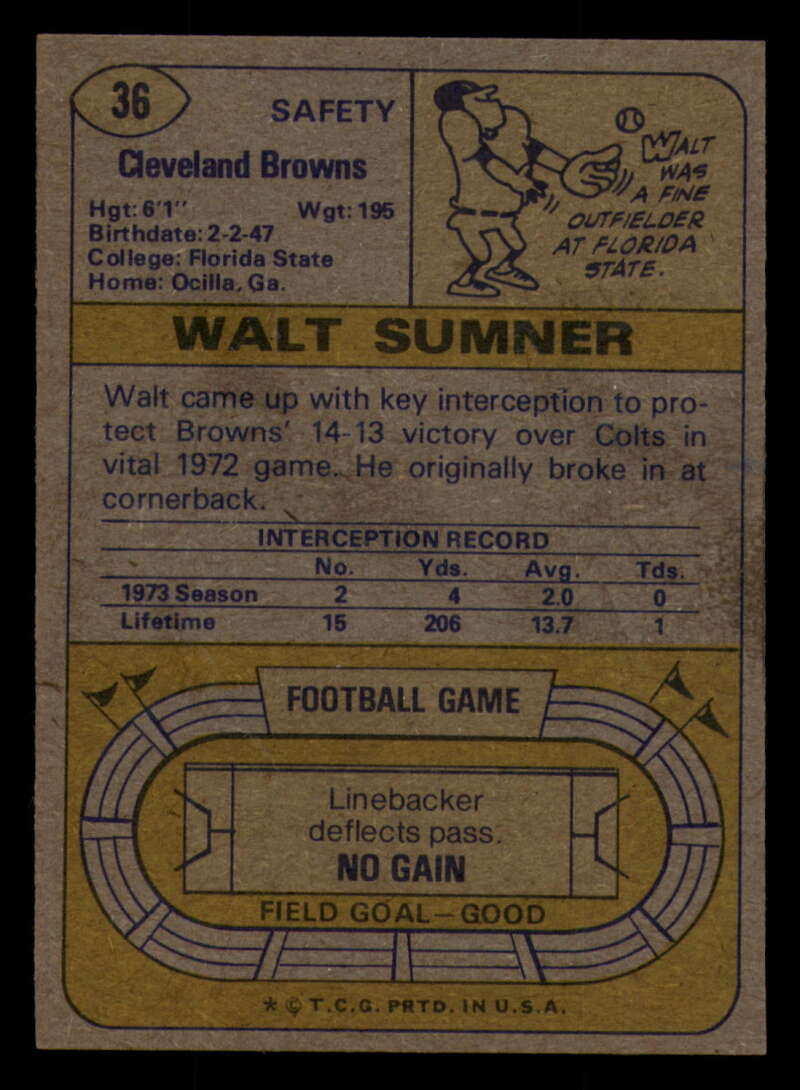 36
SAFETY
Cleveland Browns
Hgt: 6'1" Wgt: 195
Birthdate: 2-2-47
College: Florida State
Home: Ocilla, Ga.
WALT
WAS
A FINE
OUTFIELDER
AT FLORIDA
STATE.
WALT SUMNER
Walt came up with key interception to pro-
tect Browns' 14-13 victory over Colts in
vital 1972 game. He originally broke in at
cornerback.
INTERCEPTION RECORD
No. Yds. Avg. Tds.
1973 Season 2 4 2.0 0
Lifetime 15 206 13.7 1
FOOTBALL GAME
Linebacker
deflects pass.
NO GAIN
FIELD GOAL—GOOD
* © T.C.G. PRTD. IN U.S.A.